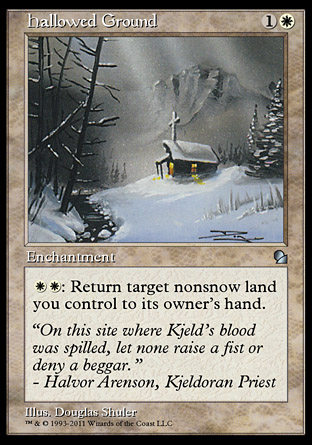 Hallowed Ground
1
Enchantment
: Return target nonsnow land
you control to its owner's hand.
“On this site where Kjeld's blood
was spilled, let none raise a fist or
deny a beggar.”
- Halvor Arenson, Kjeldoran Priest
Illus. Douglas Shuler
™ & © 1993-2011 Wizards of the Coast LLC